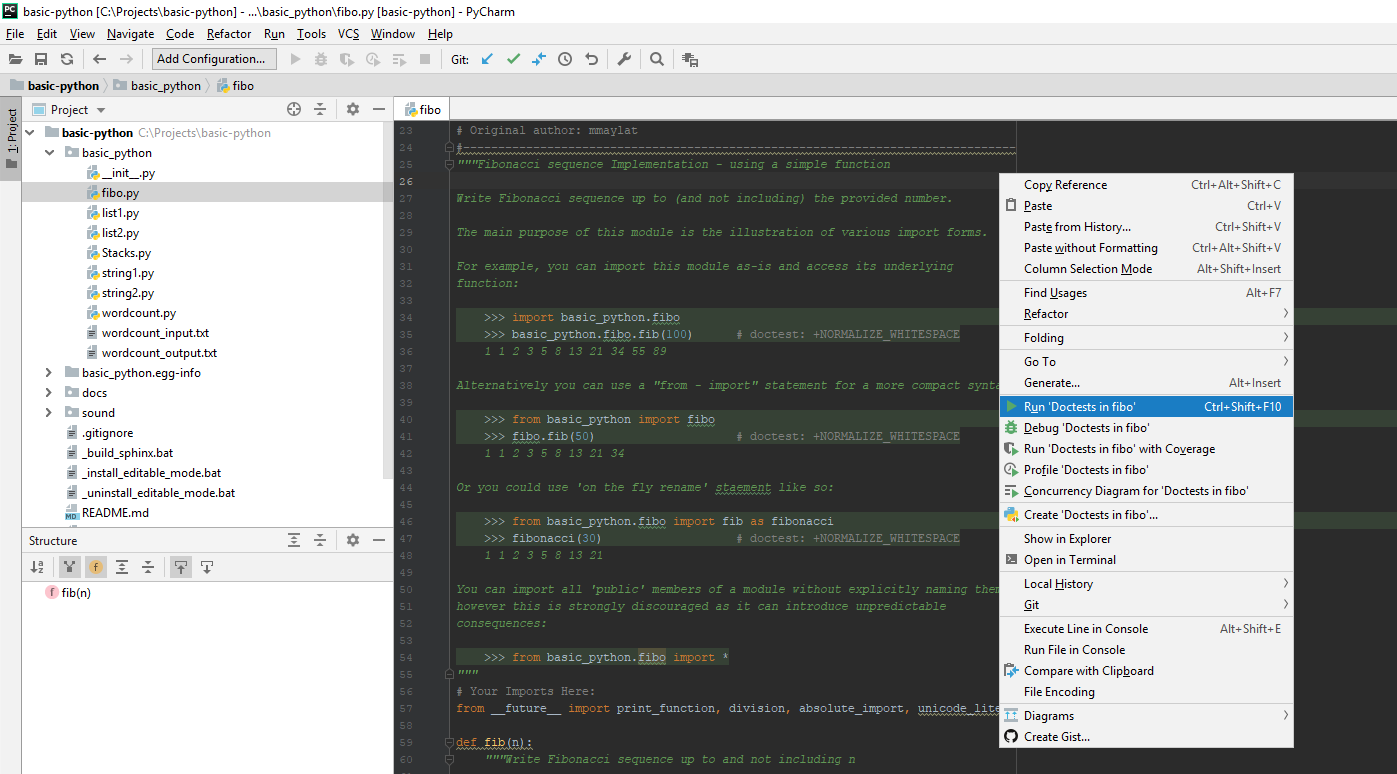 PC basic-python [C:\Projects\basic-python] - ...\basic_python\fibo.py [basic-python] - PyCharm
File Edit View Navigate Code Refactor Run Tools VCS Window Help
Add Configuration... Git:
basic-python basic_python fibo
1: Project
Project
basic-python C:\Projects\basic-python
basic_python
__init__.py
fibo.py
list1.py
list2.py
Stacks.py
string1.py
string2.py
wordcount.py
wordcount_input.txt
wordcount_output.txt
basic_python.egg-info
docs
sound
.gitignore
_build_sphinx.bat
_install_editable_mode.bat
_uninstall_editable_mode.bat
MD README.md
Structure
f
f fib(n)
fibo
23 # Original author: mmaylat
24 #-------------------------------------------------------------------------------
25 """Fibonacci sequence Implementation - using a simple function
26
27 Write Fibonacci sequence up to (and not including) the provided number.
28
29 The main purpose of this module is the illustration of various import forms.
30
31 For example, you can import this module as-is and access its underlying
32 function:
33
34 >>> import basic_python.fibo
35 >>> basic_python.fibo.fib(100) # doctest: +NORMALIZE_WHITESPACE
36 1 1 2 3 5 8 13 21 34 55 89
37
38 Alternatively you can use a "from - import" statement for a more compact synta
39
40 >>> from basic_python import fibo
41 >>> fibo.fib(50) # doctest: +NORMALIZE_WHITESPACE
42 1 1 2 3 5 8 13 21 34
43
44 Or you could use 'on the fly rename' staement like so:
45
46 >>> from basic_python.fibo import fib as fibonacci
47 >>> fibonacci(30) # doctest: +NORMALIZE_WHITESPACE
48 1 1 2 3 5 8 13 21
49
50 You can import all 'public' members of a module without explicitly naming them
51 however this is strongly discouraged as it can introduce unpredictable
52 consequences:
53
54 >>> from basic_python.fibo import *
55 """
56 # Your Imports Here:
57 from __future__ import print_function, division, absolute_import, unicode_lite
58
59 def fib(n):
60 """Write Fibonacci sequence up to and not including n
Copy Reference Ctrl+Alt+Shift+C
Paste Ctrl+V
Paste from History... Ctrl+Shift+V
Paste without Formatting Ctrl+Alt+Shift+V
Column Selection Mode Alt+Shift+Insert
Find Usages Alt+F7
Refactor
Folding
Go To
Generate... Alt+Insert
Run 'Doctests in fibo' Ctrl+Shift+F10
Debug 'Doctests in fibo'
Run 'Doctests in fibo' with Coverage
Profile 'Doctests in fibo'
Concurrency Diagram for 'Doctests in fibo'
Create 'Doctests in fibo'...
Show in Explorer
Open in Terminal
Local History
Git
Execute Line in Console Alt+Shift+E
Run File in Console
Compare with Clipboard
File Encoding
Diagrams
Create Gist...